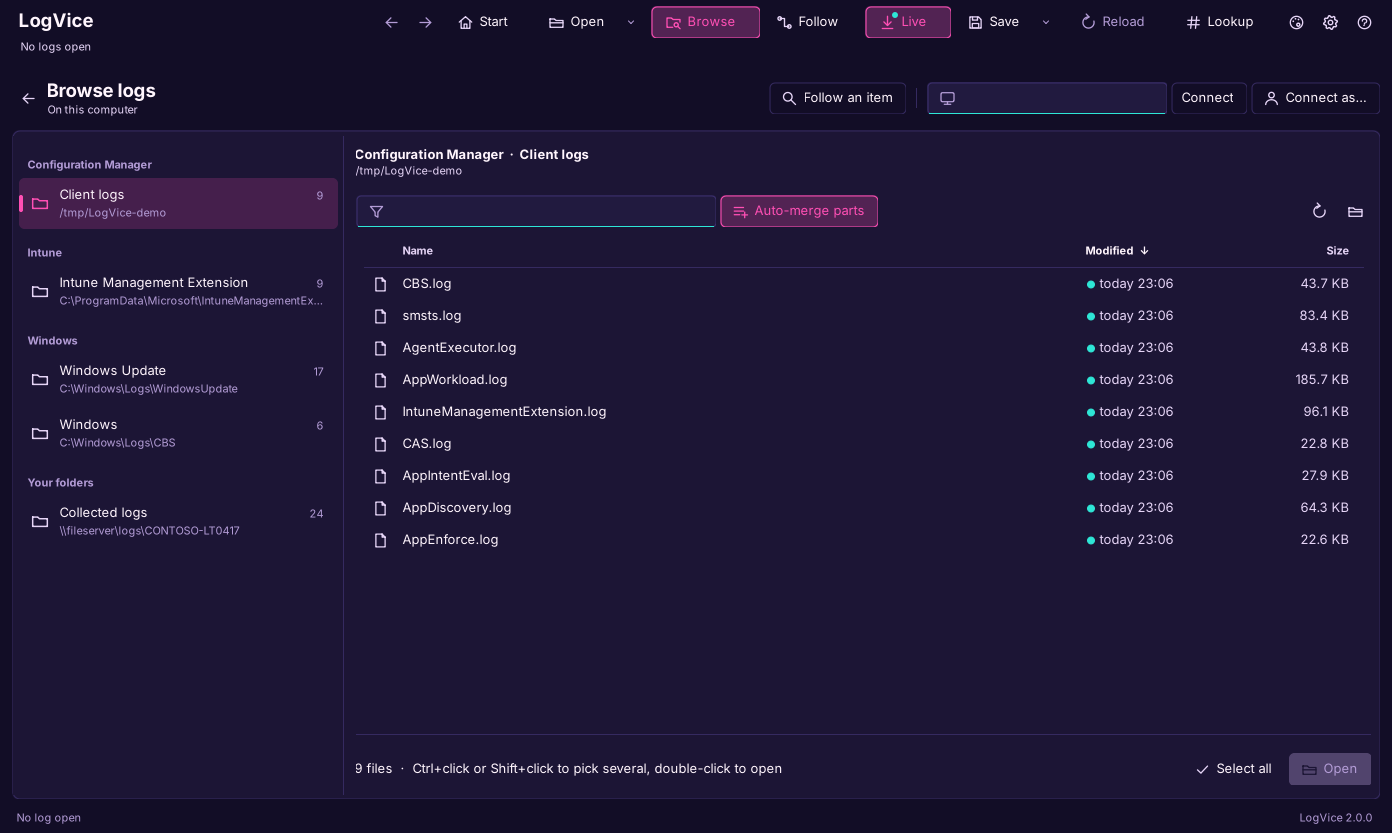 LogVice
No logs open
Start
Open
Browse
Follow
Live
Save
Reload
Lookup
Browse logs
On this computer
Follow an item
Connect
Connect as...
Configuration Manager
Client logs 9
/tmp/LogVice-demo
Intune
Intune Management Extension 9
C:\ProgramData\Microsoft\IntuneManagementEx...
Windows
Windows Update 17
C:\Windows\Logs\WindowsUpdate
Windows 6
C:\Windows\Logs\CBS
Your folders
Collected logs 24
\\fileserver\logs\CONTOSO-LT0417
Configuration Manager · Client logs
/tmp/LogVice-demo
Auto-merge parts
Name Modified ↓ Size
CBS.log today 23:06 43.7 KB
smsts.log today 23:06 83.4 KB
AgentExecutor.log today 23:06 43.8 KB
AppWorkload.log today 23:06 185.7 KB
IntuneManagementExtension.log today 23:06 96.1 KB
CAS.log today 23:06 22.8 KB
AppIntentEval.log today 23:06 27.9 KB
AppDiscovery.log today 23:06 64.3 KB
AppEnforce.log today 23:06 22.6 KB
9 files · Ctrl+click or Shift+click to pick several, double-click to open
Select all
Open
No log open
LogVice 2.0.0